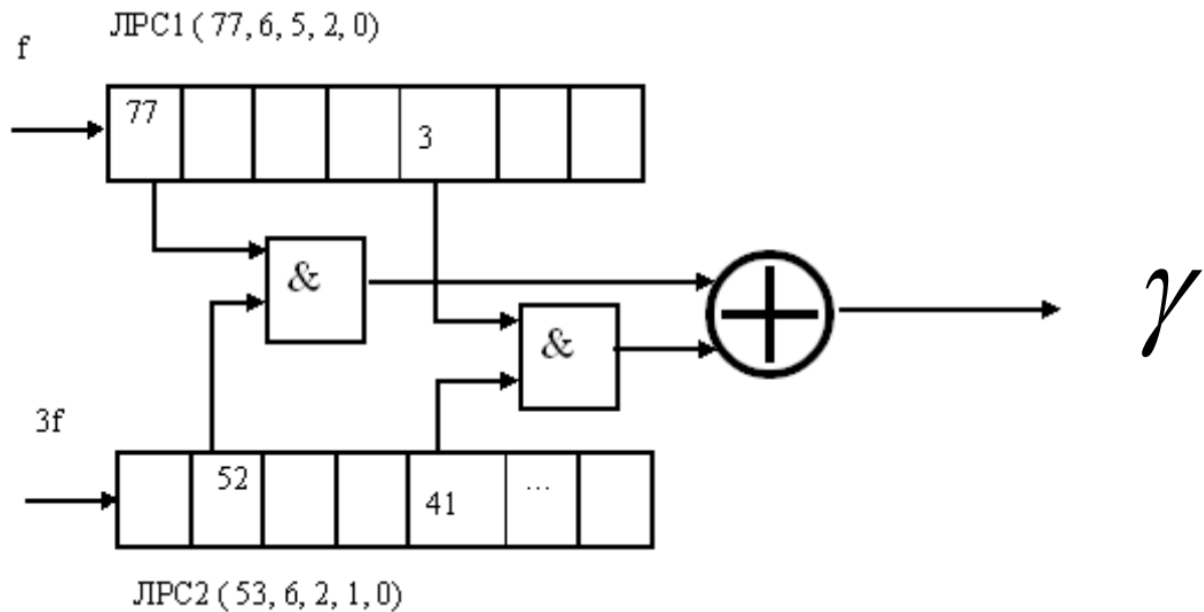 f
ЛРС1 ( 77, 6, 5, 2, 0)
77
3
&
&
γ
3f
52
41
...
ЛРС2 ( 53, 6, 2, 1, 0)